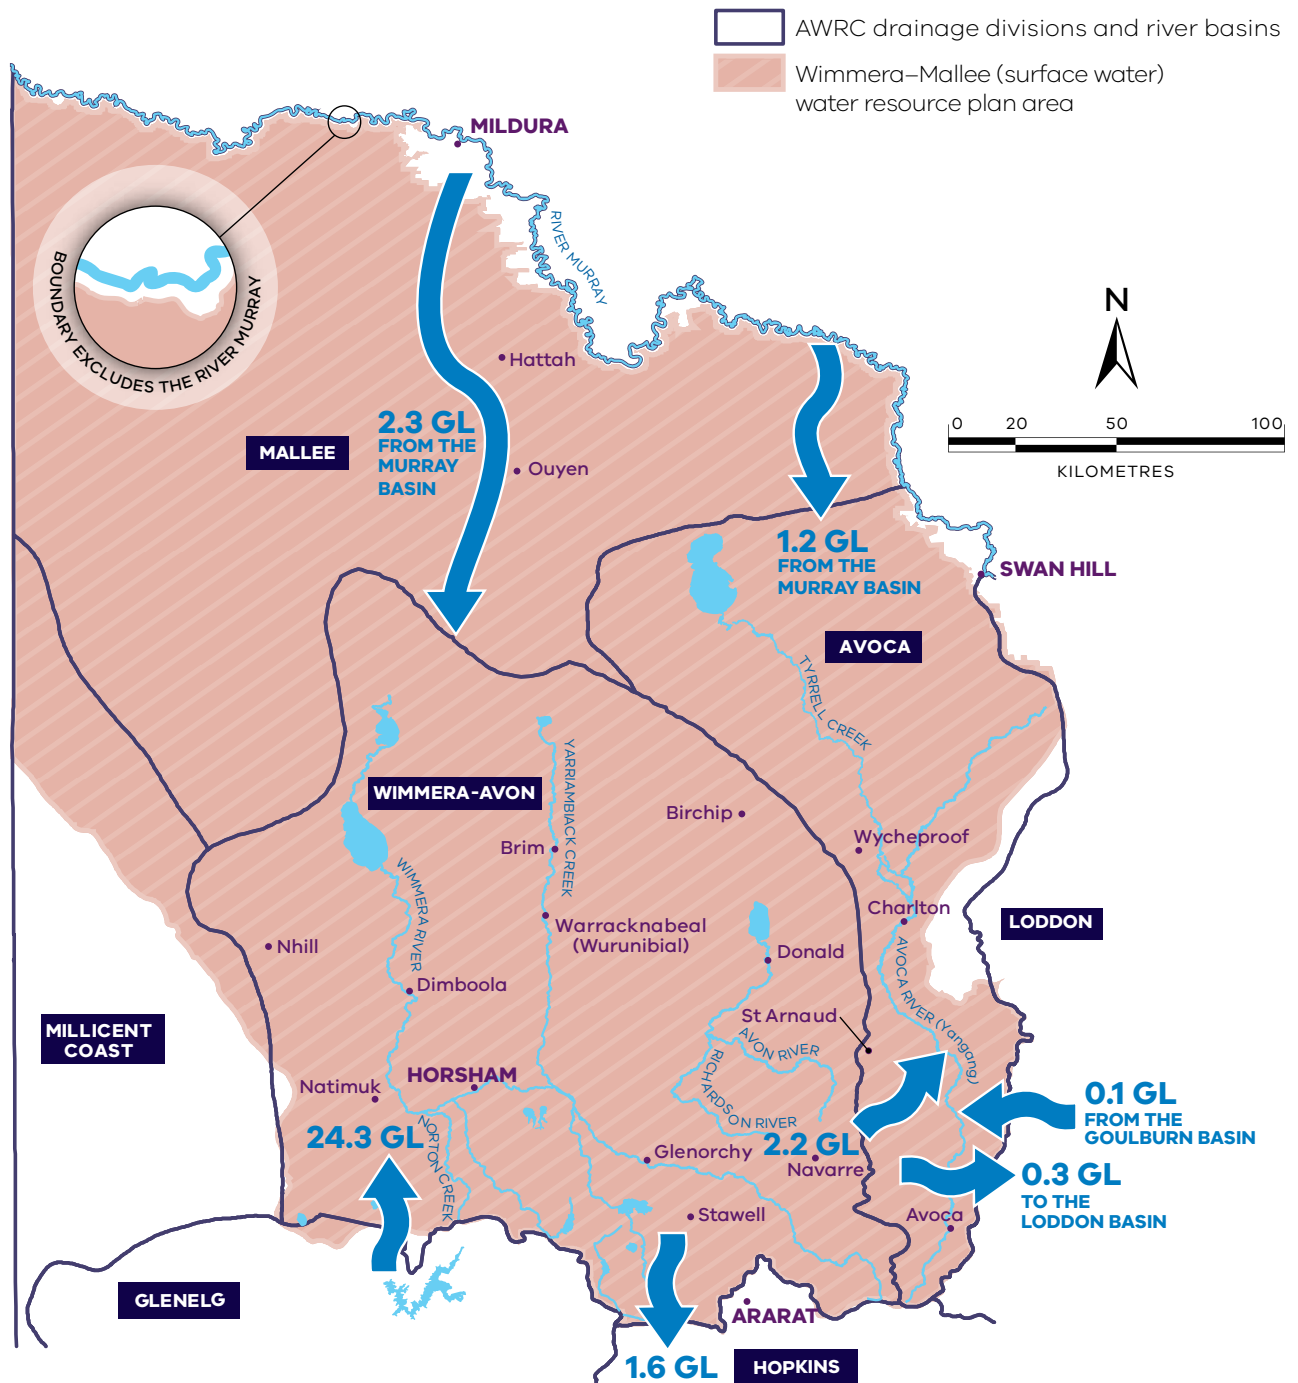 AWRC drainage divisions and river basins
Wimmera–Mallee (surface water)
water resource plan area
MILDURA
RIVER MURRAY
BOUNDARY EXCLUDES THE RIVER MURRAY
N
0 20 50 100
KILOMETRES
Hattah
2.3 GL
FROM THE
MURRAY
BASIN
MALLEE
Ouyen
1.2 GL
FROM THE
MURRAY BASIN
SWAN HILL
AVOCA
TYRRELL CREEK
WIMMERA-AVON
YARRIAMBIACK CREEK
Birchip
Brim
Wycheproof
WIMMERA RIVER
Charlton
LODDON
Warracknabeal
(Wurunibial)
Nhill
Donald
AVOCA RIVER (Yangang)
Dimboola
St Arnaud
MILLICENT
COAST
AVON RIVER
RICHARDSON RIVER
HORSHAM
Natimuk
0.1 GL
FROM THE
GOULBURN BASIN
24.3 GL
NORTON CREEK
2.2 GL
Glenorchy
Navarre
0.3 GL
TO THE
LODDON BASIN
Stawell
Avoca
GLENELG
ARARAT
1.6 GL
HOPKINS